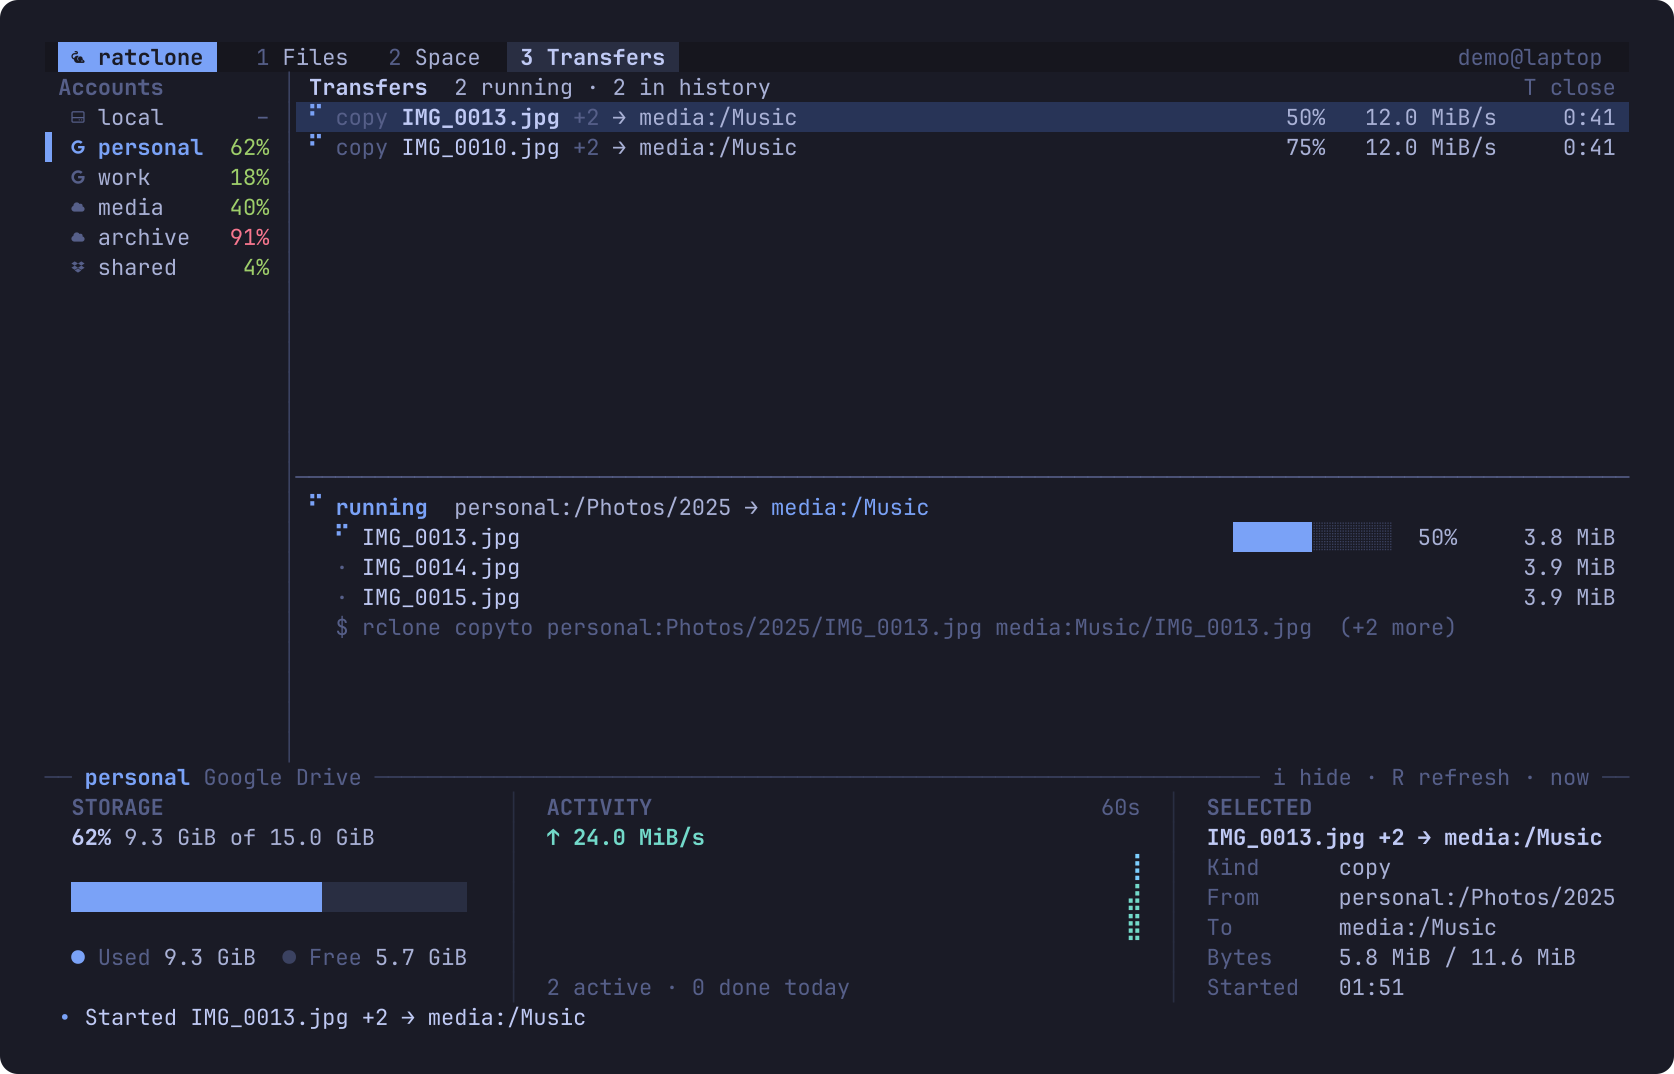 ratclone 1 Files 2 Space 3 Transfers demo@laptop
Accounts
local –
personal 62%
work 18%
media 40%
archive 91%
shared 4%
Transfers 2 running · 2 in history T close
copy IMG_0013.jpg +2 → media:/Music 50% 12.0 MiB/s 0:41
copy IMG_0010.jpg +2 → media:/Music 75% 12.0 MiB/s 0:41
running personal:/Photos/2025 → media:/Music
IMG_0013.jpg 50% 3.8 MiB
· IMG_0014.jpg 3.9 MiB
· IMG_0015.jpg 3.9 MiB
$ rclone copyto personal:Photos/2025/IMG_0013.jpg media:Music/IMG_0013.jpg (+2 more)
personal Google Drive i hide · R refresh · now
STORAGE
62% 9.3 GiB of 15.0 GiB
● Used 9.3 GiB ● Free 5.7 GiB
ACTIVITY 60s
↑ 24.0 MiB/s
2 active · 0 done today
SELECTED
IMG_0013.jpg +2 → media:/Music
Kind copy
From personal:/Photos/2025
To media:/Music
Bytes 5.8 MiB / 11.6 MiB
Started 01:51
• Started IMG_0013.jpg +2 → media:/Music